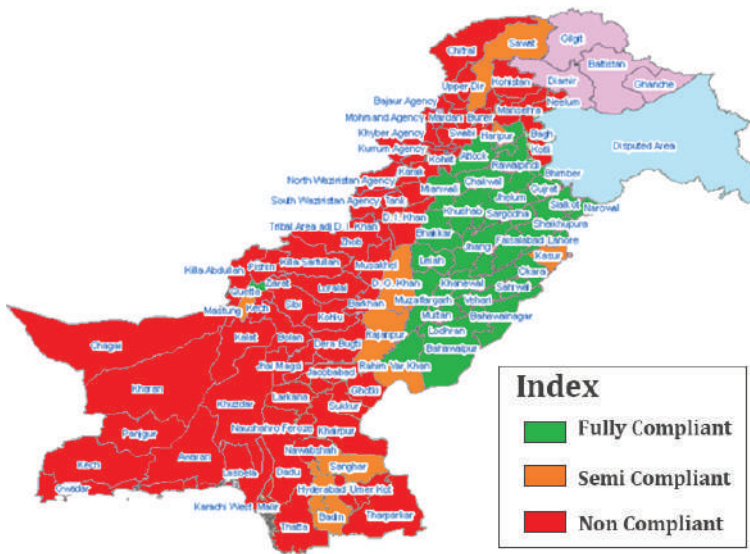 Gilgit
Sawat
Chitral
Baltistan
Diamir
Ghanche
Upper Dir
Kohistan
Neelum
Bajaur Agency
Mansehra
Mohmand Agency
Mardan
Buner
Khyber Agency
Swabi
Haripur
Bagh
Disputed Area
Kurrum Agency
Kohat
Attock
Kotli
Rawalpindi
Karak
Bhimber
North Waziristan Agency
Mianwali
Chakwal
Gujrat
South Waziristan Agency
Tank
Jhelum
Sialkot
Narowal
D. I. Khan
Khushab
Sargodha
Tribal Area adj D. I. Khan
Sheikhupura
Bhakkar
Zhob
Faisalabad
Lahore
Jhang
Killa Abdullah
Pishin
Killa Saifullah
Musakhel
Kasur
Leiah
Okara
Quetta
Ziarat
D. G. Khan
Khanewal
Sahiwal
Loralai
Mastung
Kech
Sibi
Barkhan
Muzaffargarh
Vehari
Kohlu
Multan
Bahawalnagar
Kalat
Bolan
Rajanpur
Lodhran
Chagai
Dera Bugti
Bahawalpur
Jhal Magsi
Jacobabad
Rahim Yar Khan
Kharan
Ghotki
Khuzdar
Larkana
Sukkur
Panjgur
Naushahro Feroze
Khairpur
Awaran
Nawabshah
Kech
Lasbela
Dadu
Sanghar
Gwadar
Hyderabad
Umer Kot
Karachi West
Malir
Badin
Tharparkar
Thatta
Index
Fully Compliant
Semi Compliant
Non Compliant